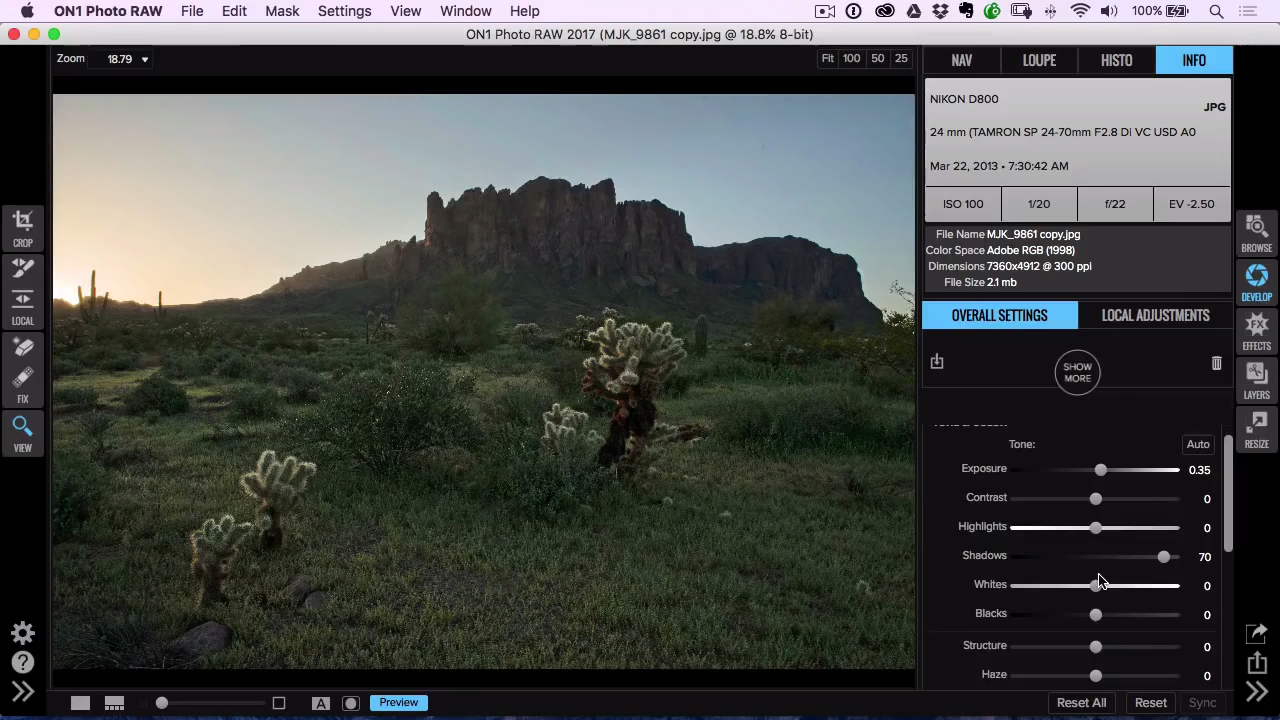 ON1 Photo RAW File Edit Mask Settings View Window Help 100%
ON1 Photo RAW 2017 (MJK_9861 copy.jpg @ 18.8% 8-bit)
Zoom 18.79 Fit 100 50 25
NAV LOUPE HISTO INFO
NIKON D800
JPG
24 mm (TAMRON SP 24-70mm F2.8 Di VC USD A0
Mar 22, 2013 • 7:30:42 AM
ISO 100 1/20 f/22 EV -2.50
File Name MJK_9861 copy.jpg
Color Space Adobe RGB (1998)
Dimensions 7360x4912 @ 300 ppi
File Size 2.1 mb
OVERALL SETTINGS LOCAL ADJUSTMENTS
SHOW
MORE
Tone: Auto
Exposure 0.35
Contrast 0
Highlights 0
Shadows 70
Whites 0
Blacks 0
Structure 0
Haze 0
CROP
LOCAL
FIX
VIEW
BROWSE
DEVELOP
FX
EFFECTS
LAYERS
RESIZE
A Preview Reset All Reset Sync